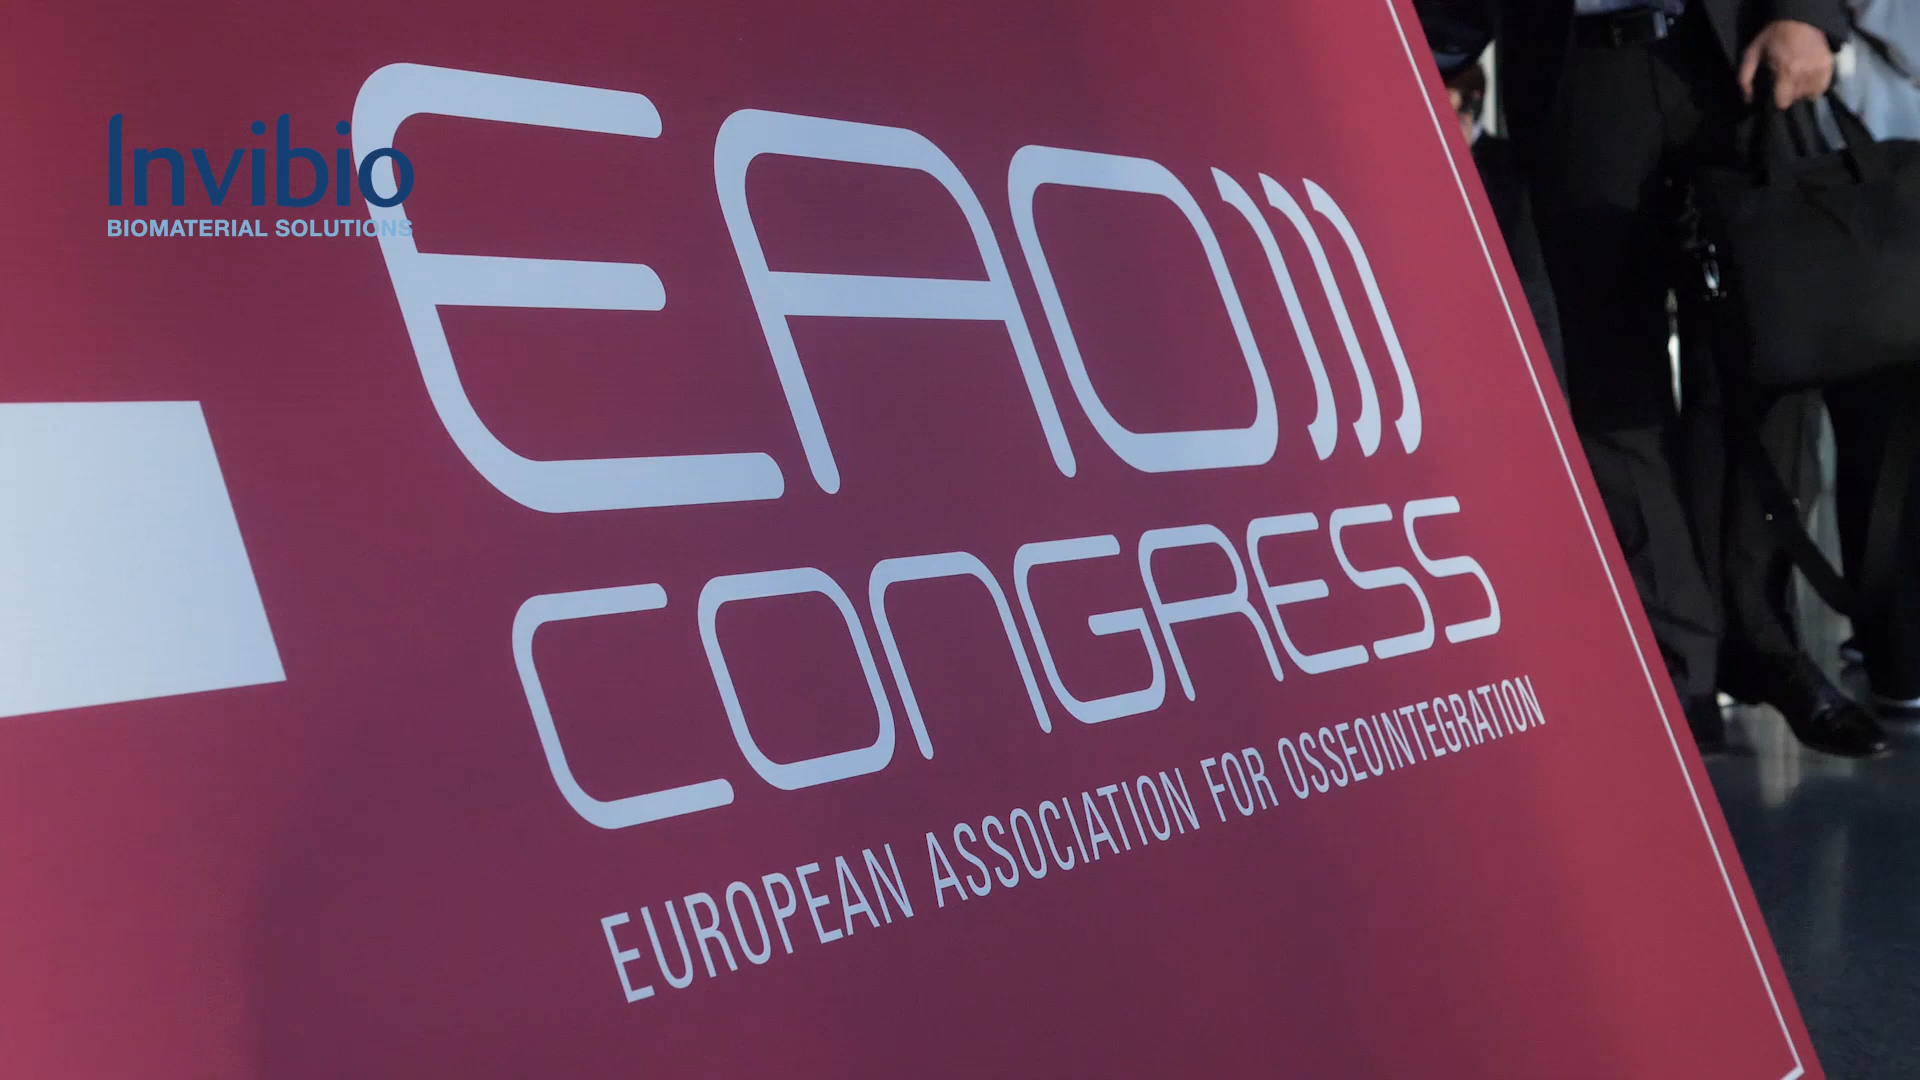 Invibio
BIOMATERIAL SOLUTIONS
EAO
CONGRESS
EUROPEAN ASSOCIATION FOR OSSEOINTEGRATION